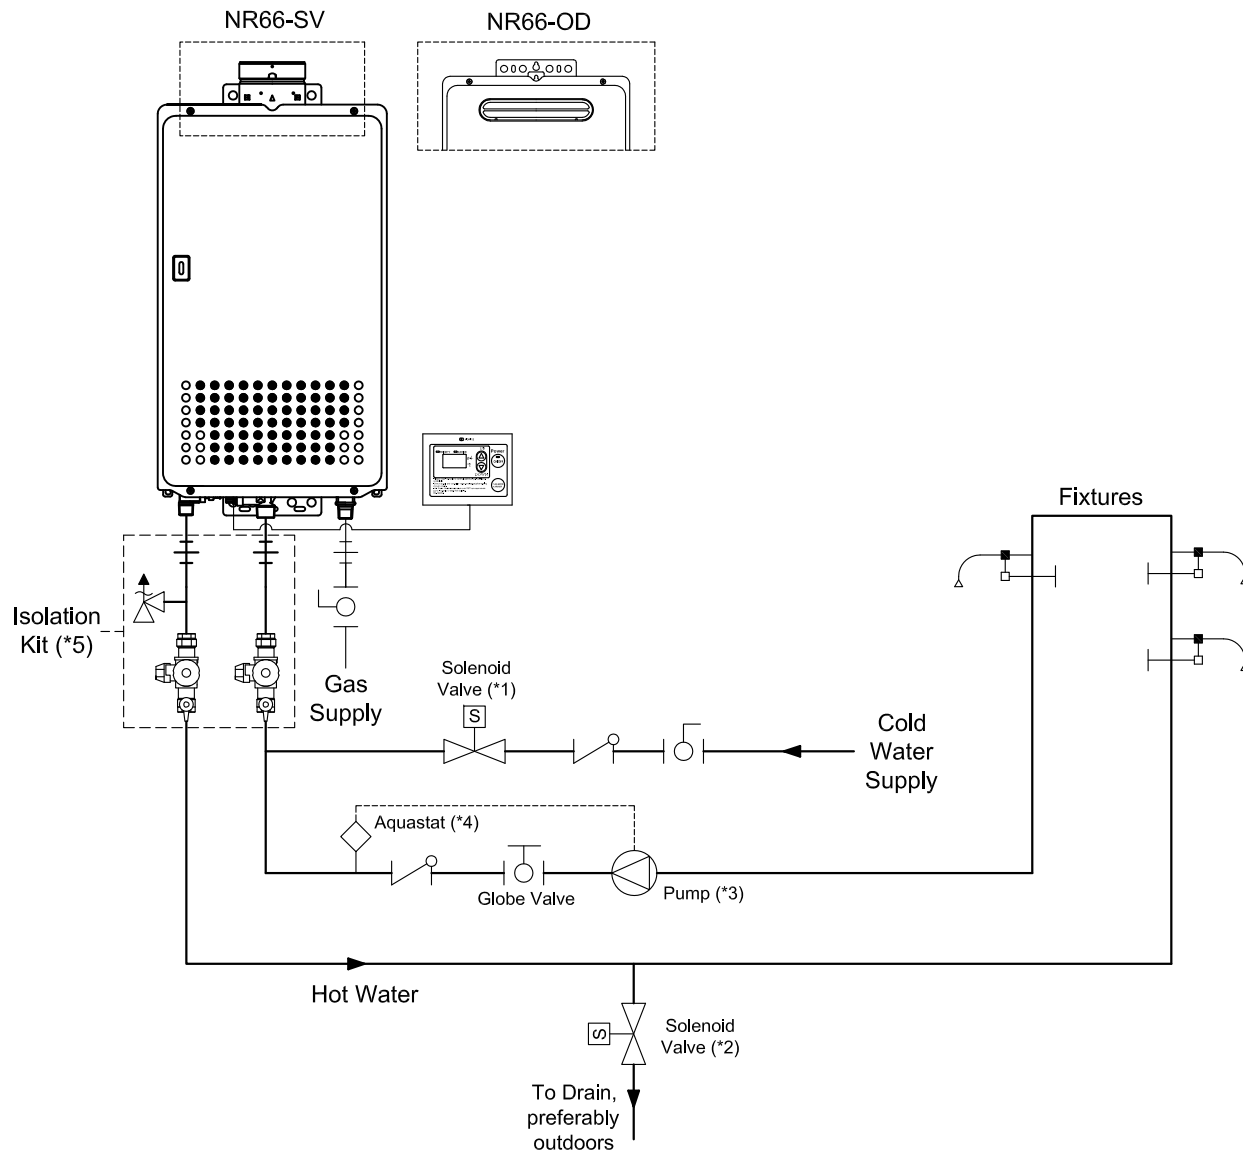 NR66-SV
NR66-OD
Power
Fixtures
Isolation
Kit (*5)
Gas
Supply
Solenoid
Valve (*1)
S
Cold
Water
Supply
Aquastat (*4)
Globe Valve
Pump (*3)
Hot Water
S
Solenoid
Valve (*2)
To Drain,
preferably
outdoors